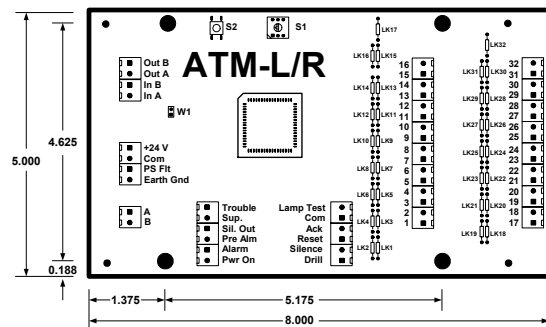 S2 S1 LK17
ATM-L/R
LK16 LK15 LK32
Out B 16 LK31 LK30 32
Out A 15 31
In B LK14 LK13 14 LK29 LK28 30
In A 13 29
W1 LK12 LK11 12 LK27 LK26 28
11 27
10 26
LK10 LK9 9 25
+24 V 8 LK25 LK24 24
Com 7 23
PS Flt LK8 LK7 6 LK23 LK22 22
Earth Gnd 5 21
LK6 LK5 4 20
Trouble Lamp Test 3 LK21 LK20 19
A Sup. Com LK4 LK3 2 18
B Sil. Out Ack 1 17
Pre Alm Reset LK19 LK18
Alarm Silence LK2 LK1
Pwr On Drill
5.000
4.625
0.188
1.375 5.175
8.000